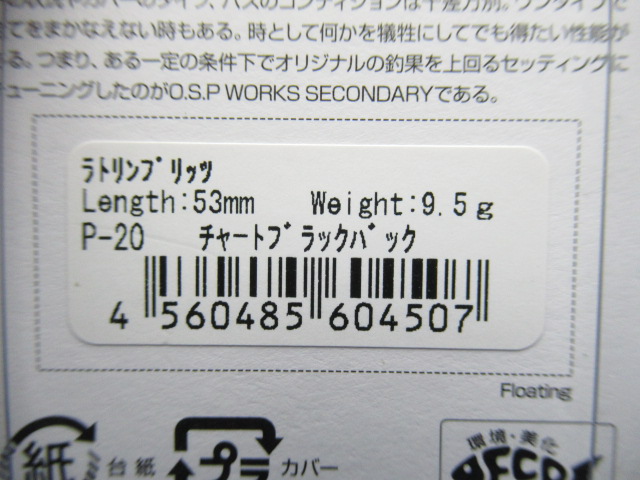 てをまかなえない時もある。時として何かを犠牲にしてでも得たい性能が
る。つまり、ある一定の条件下でオリジナルの釣果を上回るセッティングに
チューニングしたのがO.S.P WORKS SECONDARYである。
ﾗﾄﾘﾝﾌﾞﾘｯﾂ
Length:53mm Weight:9.5g
P-20 ﾁｬｰﾄﾌﾞﾗｯｸﾊﾞｯｸ
4 560485 604507
Floating
紙 台紙 プラ カバー
環境・美化